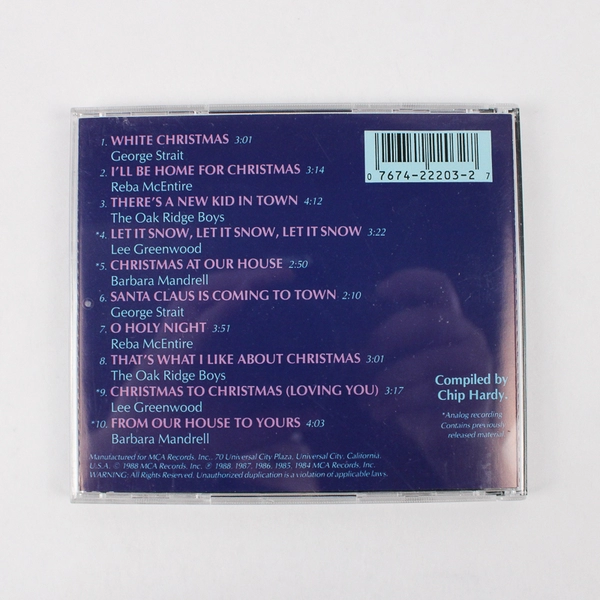 1. WHITE CHRISTMAS 3:01
George Strait
2. I'LL BE HOME FOR CHRISTMAS 3:14
Reba McEntire
3. THERE'S A NEW KID IN TOWN 4:12
The Oak Ridge Boys
*4. LET IT SNOW, LET IT SNOW, LET IT SNOW 3:22
Lee Greenwood
*5. CHRISTMAS AT OUR HOUSE 2:50
Barbara Mandrell
6. SANTA CLAUS IS COMING TO TOWN 2:10
George Strait
7. O HOLY NIGHT 3:51
Reba McEntire
8. THAT'S WHAT I LIKE ABOUT CHRISTMAS 3:01
The Oak Ridge Boys
*9. CHRISTMAS TO CHRISTMAS (LOVING YOU) 3:17
Lee Greenwood
*10. FROM OUR HOUSE TO YOURS 4:03
Barbara Mandrell
0 7674-22203-2 7
Compiled by
Chip Hardy.
*Analog recording.
Contains previously
released material.
Manufactured for MCA Records, Inc., 70 Universal City Plaza, Universal City, California.
U.S.A. © 1988 MCA Records, Inc. ℗ 1988, 1987, 1986, 1985, 1984 MCA Records, Inc.
WARNING: All Rights Reserved. Unauthorized duplication is a violation of applicable laws.